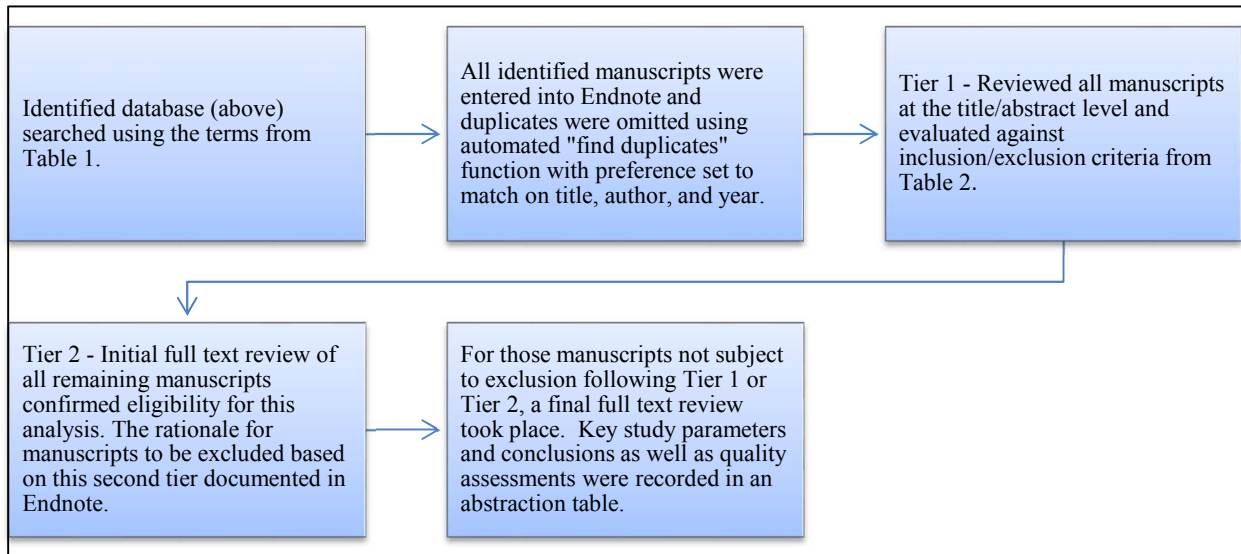 Identified database (above)
searched using the terms from
Table 1.
All identified manuscripts were
entered into Endnote and
duplicates were omitted using
automated "find duplicates"
function with preference set to
match on title, author, and year.
Tier 1 - Reviewed all manuscripts
at the title/abstract level and
evaluated against
inclusion/exclusion criteria from
Table 2.
Tier 2 - Initial full text review of
all remaining manuscripts
confirmed eligibility for this
analysis. The rationale for
manuscripts to be excluded based
on this second tier documented in
Endnote.
For those manuscripts not subject
to exclusion following Tier 1 or
Tier 2, a final full text review
took place.  Key study parameters
and conclusions as well as quality
assessments were recorded in an
abstraction table.